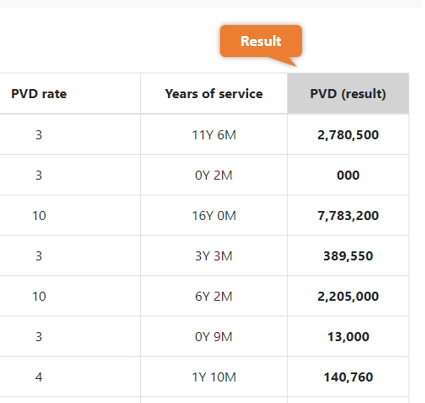 Result
PVD rate Years of service PVD (result)
3 11Y 6M 2,780,500
3 0Y 2M 000
10 16Y 0M 7,783,200
3 3Y 3M 389,550
10 6Y 2M 2,205,000
3 0Y 9M 13,000
4 1Y 10M 140,760